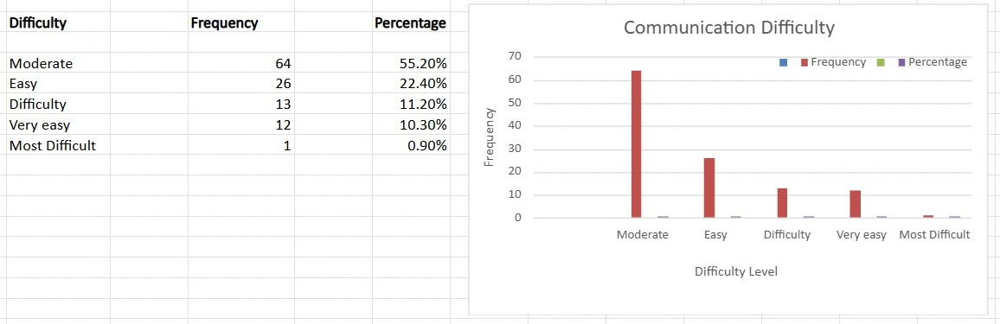 Difficulty Frequency Percentage
Moderate 64 55.20%
Easy 26 22.40%
Difficulty 13 11.20%
Very easy 12 10.30%
Most Difficult 1 0.90%
Communication Difficulty
Frequency Percentage
70
60
50
40
30
20
10
0
Frequency
Moderate Easy Difficulty Very easy Most Difficult
Difficulty Level